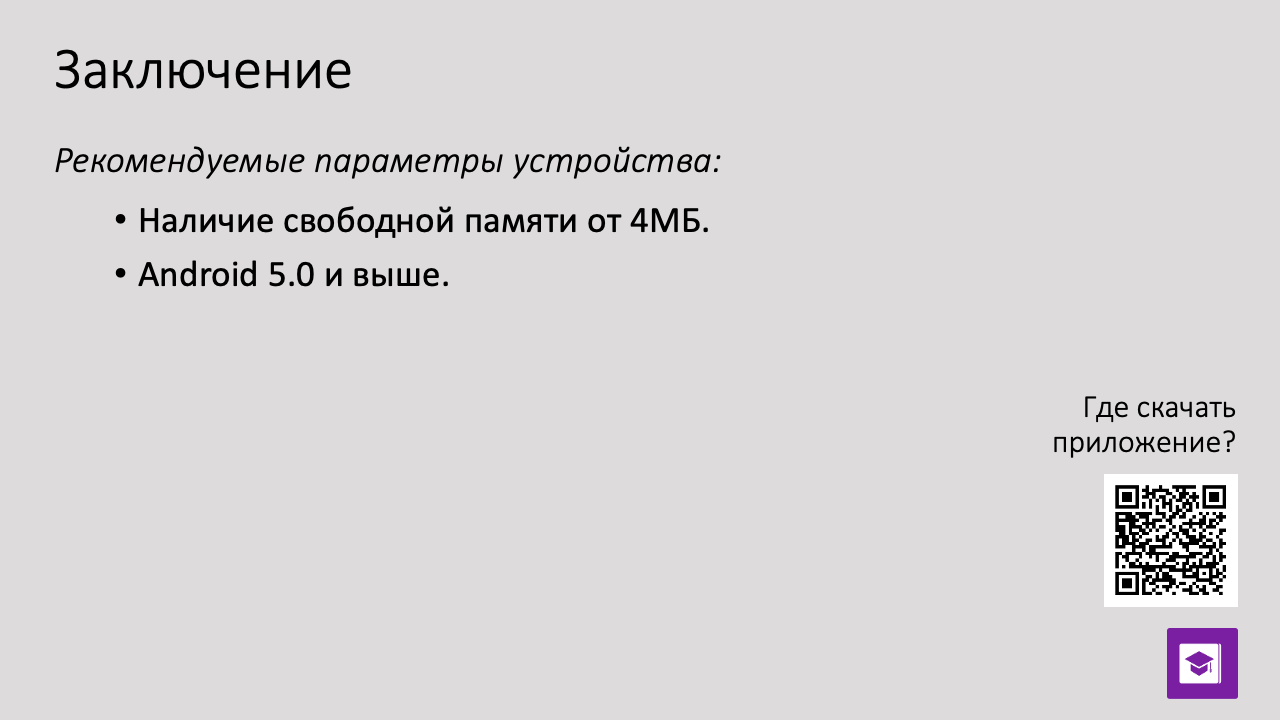 Заключение
Рекомендуемые параметры устройства:
• Наличие свободной памяти от 4МБ.
• Android 5.0 и выше.
Где скачать
приложение?